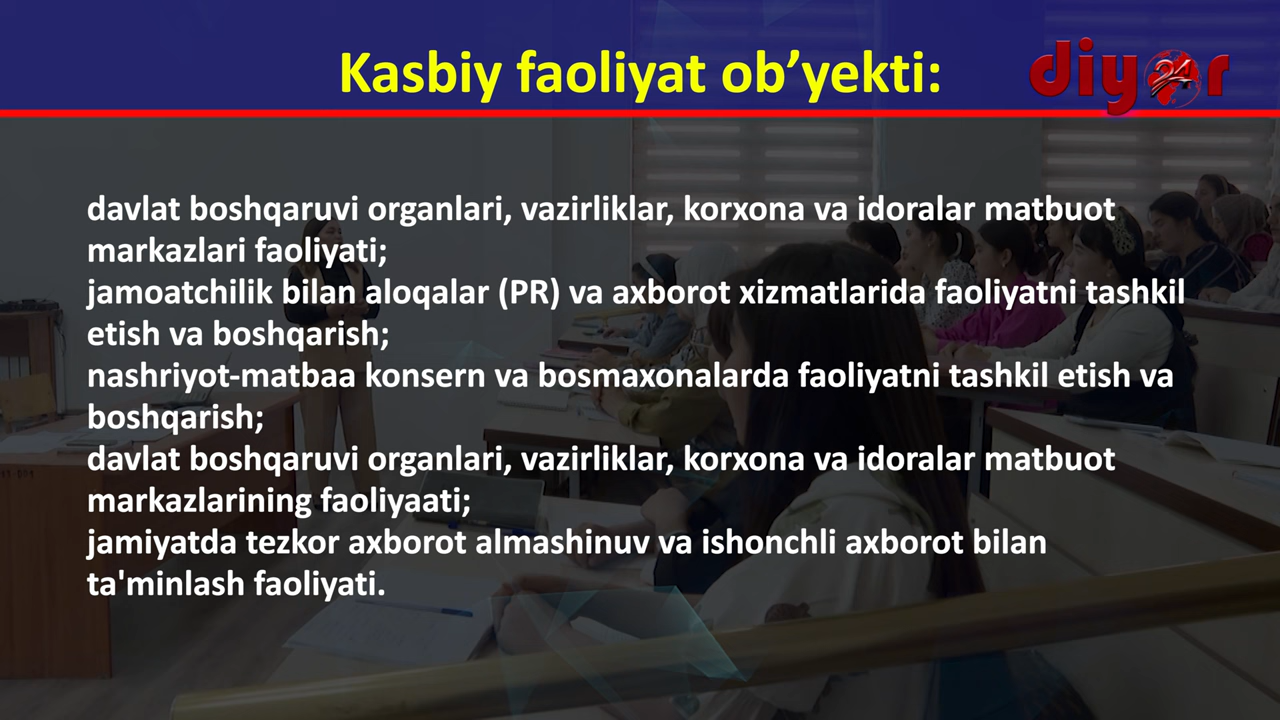 Kasbiy faoliyat ob’yekti:
diyor 24
davlat boshqaruvi organlari, vazirliklar, korxona va idoralar matbuot
markazlari faoliyati;
jamoatchilik bilan aloqalar (PR) va axborot xizmatlarida faoliyatni tashkil
etish va boshqarish;
nashriyot-matbaa konsern va bosmaxonalarda faoliyatni tashkil etish va
boshqarish;
davlat boshqaruvi organlari, vazirliklar, korxona va idoralar matbuot
markazlarining faoliyaati;
jamiyatda tezkor axborot almashinuv va ishonchli axborot bilan
ta'minlash faoliyati.